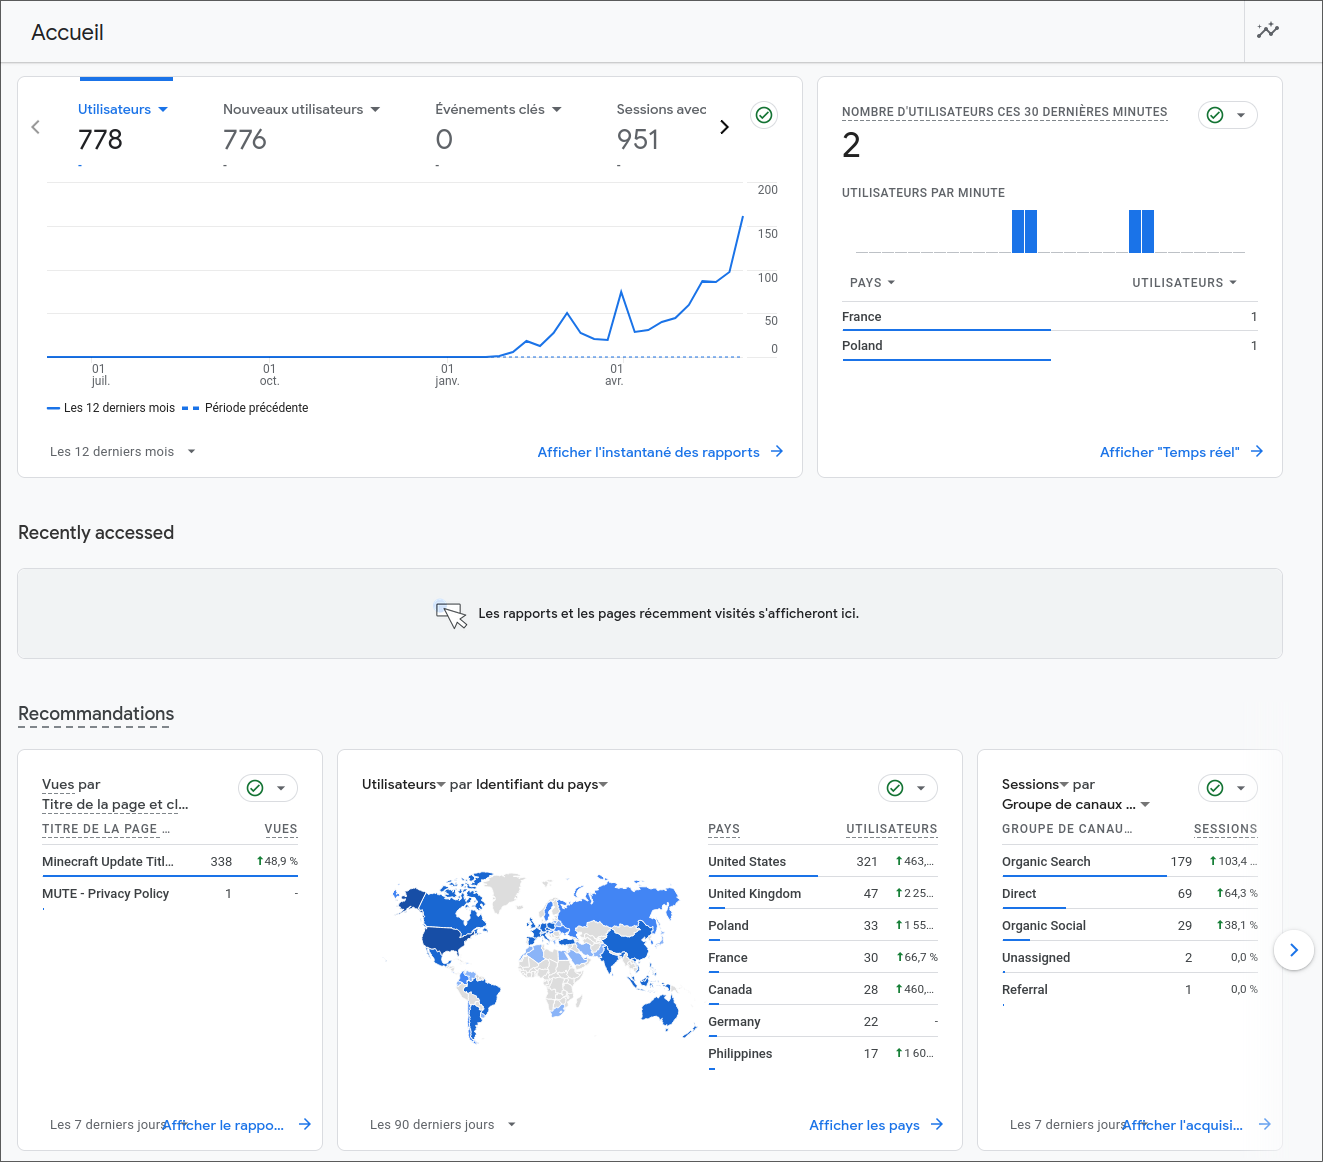 Accueil
Utilisateurs
778
-
Nouveaux utilisateurs
776
-
Événements clés
0
-
Sessions avec
951
-
200
150
100
50
0
01
juil.
01
oct.
01
janv.
01
avr.
Les 12 derniers mois
Période précédente
Les 12 derniers mois
Afficher l'instantané des rapports
NOMBRE D'UTILISATEURS CES 30 DERNIÈRES MINUTES
2
UTILISATEURS PAR MINUTE
PAYS UTILISATEURS
France 1
Poland 1
Afficher "Temps réel"
Recently accessed
Les rapports et les pages récemment visités s'afficheront ici.
Recommandations
Vues par
Titre de la page et cl...
TITRE DE LA PAGE ... VUES
Minecraft Update Titl... 338 48,9 %
MUTE - Privacy Policy 1 -
Les 7 derniers jours
Afficher le rappo...
Utilisateurs par Identifiant du pays
PAYS UTILISATEURS
United States 321 463,...
United Kingdom 47 2 25...
Poland 33 1 55...
France 30 66,7 %
Canada 28 460,...
Germany 22 -
Philippines 17 1 60...
Les 90 derniers jours
Afficher les pays
Sessions par
Groupe de canaux ...
GROUPE DE CANAU... SESSIONS
Organic Search 179 103,4 ...
Direct 69 64,3 %
Organic Social 29 38,1 %
Unassigned 2 0,0 %
Referral 1 0,0 %
Les 7 derniers jours
Afficher l'acquisi...